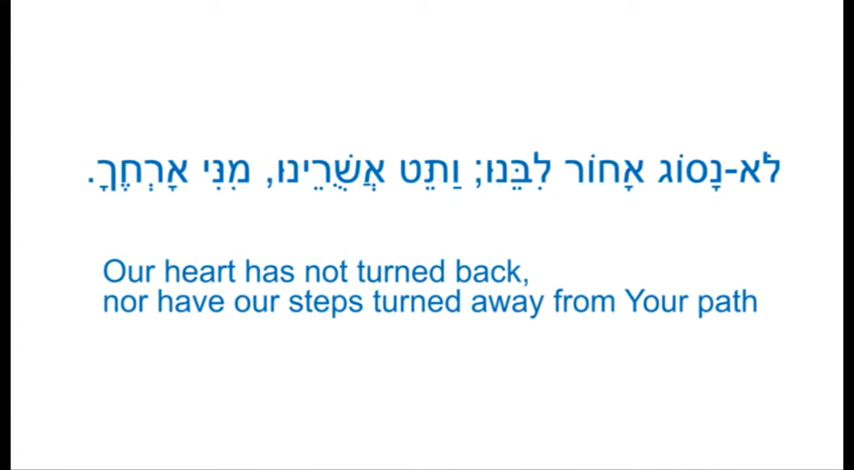 לֹא-נָסוֹג אָחוֹר לִבֵּנוּ; וַתֵּט אֲשֻׁרֵינוּ, מִנִּי אָרְחֶךָ.
Our heart has not turned back,
nor have our steps turned away from Your path